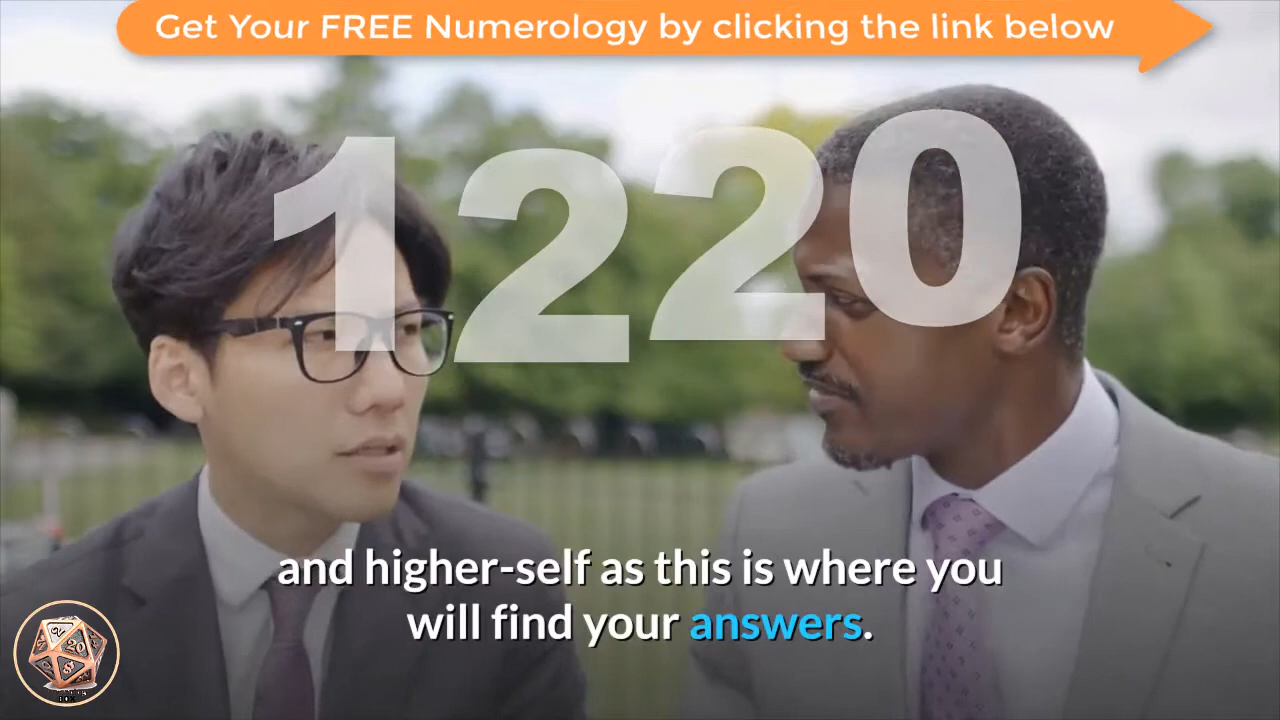 Get Your FREE Numerology by clicking the link below
1220
and higher-self as this is where you
will find your answers.
20